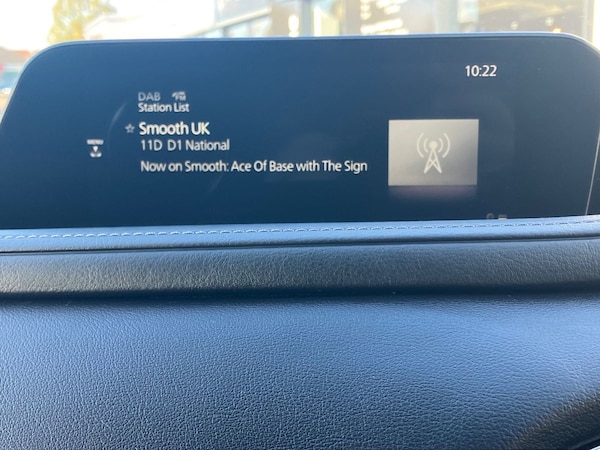 10:22
DAB
Station List
☆ Smooth UK
MENU
11D D1 National
Now on Smooth: Ace Of Base with The Sign